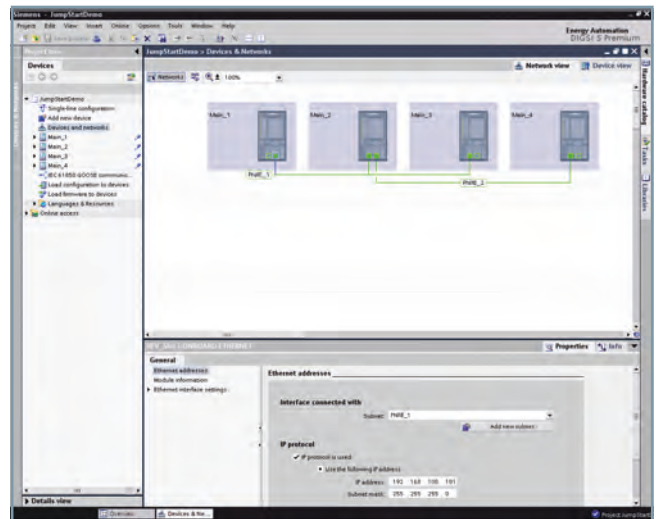 Siemens - JumpStartDemo
Project Edit View Insert Online Options Tools Window Help
Energy Automation
DIGSI 5 Premium
JumpStartDemo > Devices & Networks
Devices
Network view
Device view
Networks
100%
JumpStartDemo
Single-line configuration
Add new device
Devices and networks
Main_1
Main_2
Main_3
Main_4
IEC 61850 GOOSE communic...
Load configuration to devices
Load firmware to devices
Languages & Resources
Online access
Main_1
Main_2
Main_3
Main_4
PN/IE_1
PN/IE_2
Hardware catalog
Tasks
Libraries
Properties
Info
General
Ethernet addresses
Module information
Ethernet interface settings
Ethernet addresses
Interface connected with
Subnet: PN/IE_1
Add new subnet
IP protocol
IP protocol is used
Use the following IP address
IP address:
Subnet mask: 255 255 255 0
Details view
Overview
Devices & Ne...